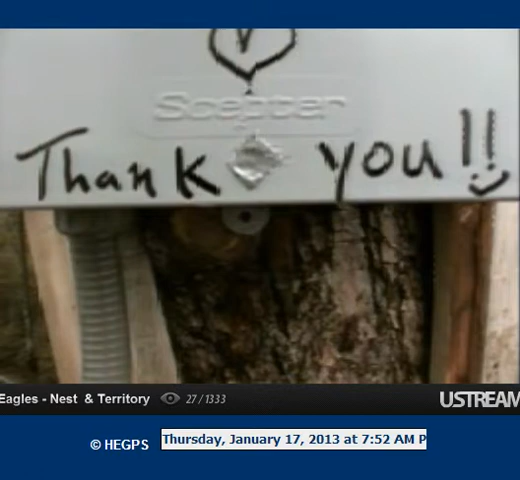 V
Scepter
Thank you!!
Eagles - Nest & Territory 27/1333 USTREAM
© HEGPS Thursday, January 17, 2013 at 7:52 AM P